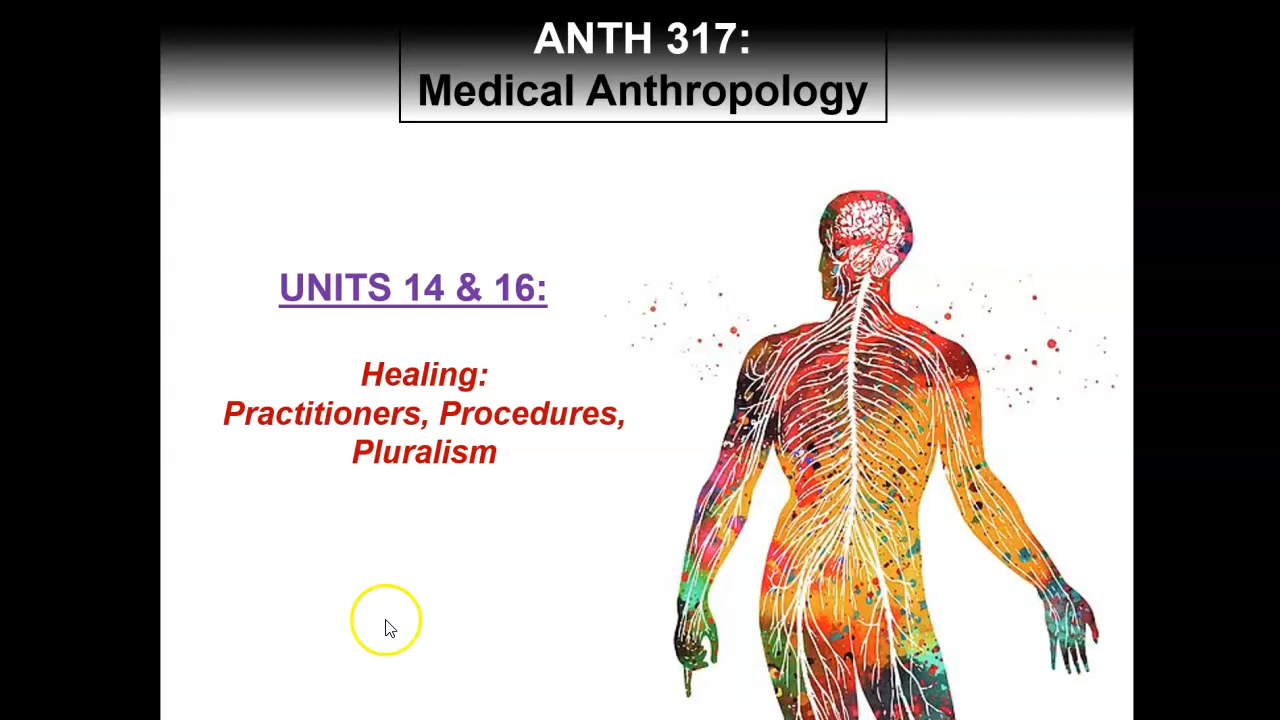 ANTH 317:
Medical Anthropology
UNITS 14 & 16:
Healing:
Practitioners, Procedures,
Pluralism